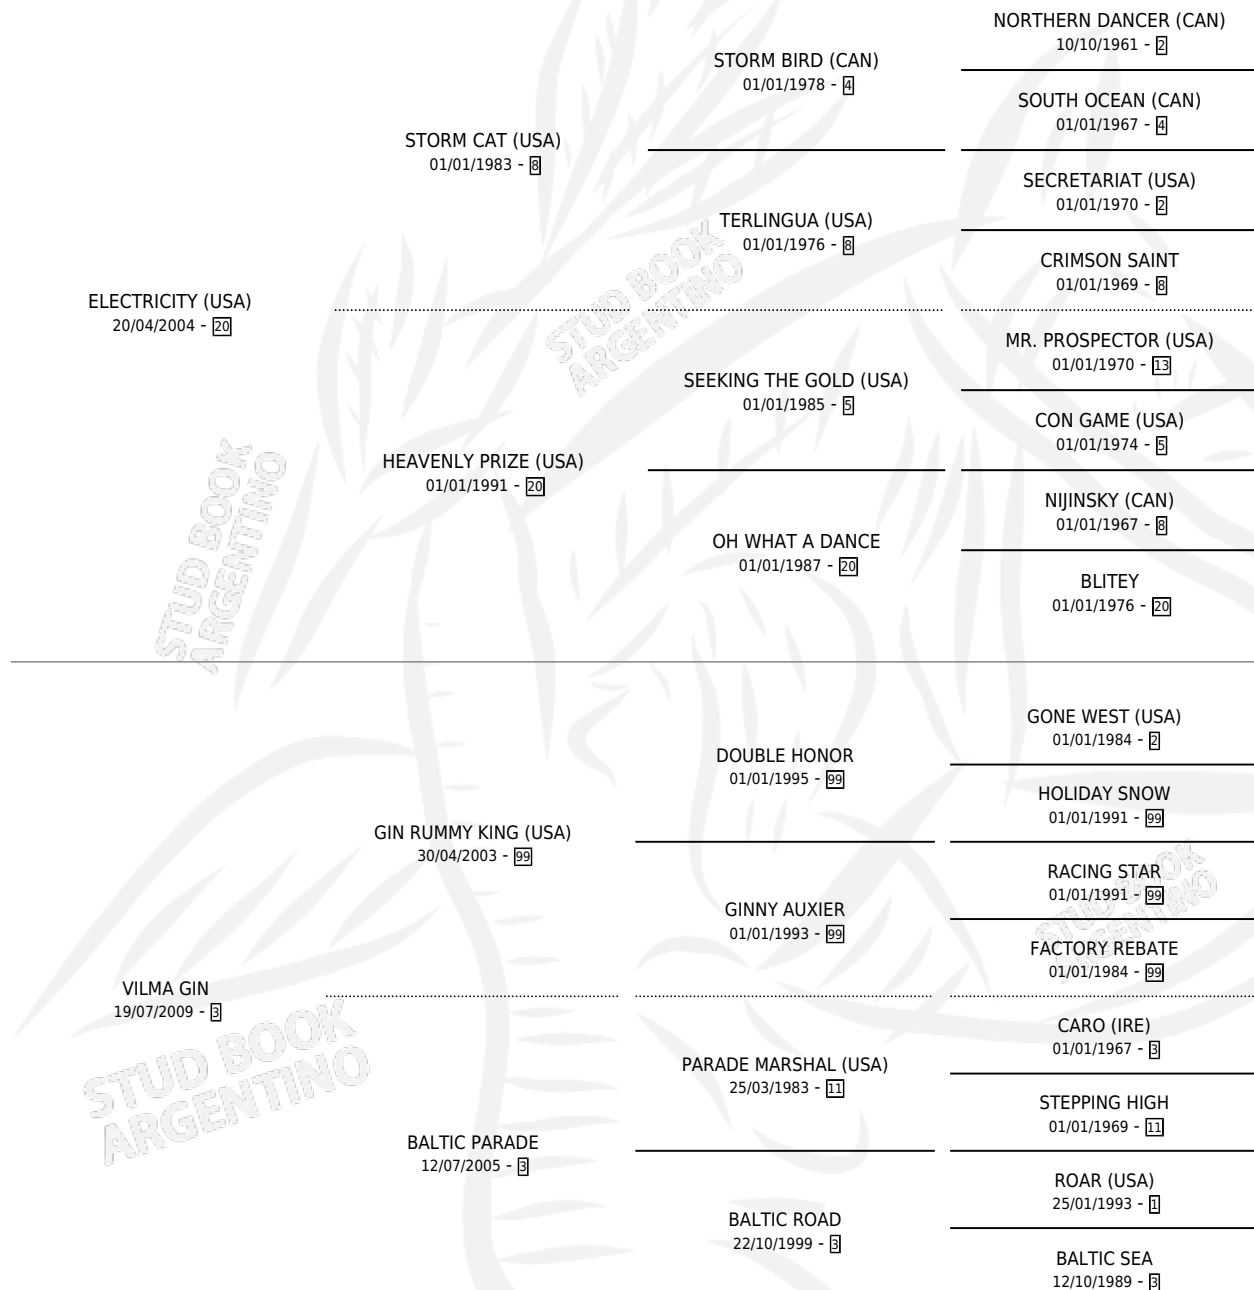 NORTHERN DANCER (CAN)
10/10/1961 - 2
STORM BIRD (CAN)
01/01/1978 - 4
SOUTH OCEAN (CAN)
01/01/1967 - 4
STORM CAT (USA)
01/01/1983 - 8
SECRETARIAT (USA)
01/01/1970 - 2
TERLINGUA (USA)
01/01/1976 - 8
CRIMSON SAINT
01/01/1969 - 8
ELECTRICITY (USA)
20/04/2004 - 20
MR. PROSPECTOR (USA)
01/01/1970 - 13
SEEKING THE GOLD (USA)
01/01/1985 - 5
CON GAME (USA)
01/01/1974 - 5
HEAVENLY PRIZE (USA)
01/01/1991 - 20
NIJINSKY (CAN)
01/01/1967 - 8
OH WHAT A DANCE
01/01/1987 - 20
BLITEY
01/01/1976 - 20
GONE WEST (USA)
01/01/1984 - 2
DOUBLE HONOR
01/01/1995 - 99
HOLIDAY SNOW
01/01/1991 - 99
GIN RUMMY KING (USA)
30/04/2003 - 99
RACING STAR
01/01/1991 - 99
GINNY AUXIER
01/01/1993 - 99
FACTORY REBATE
01/01/1984 - 99
VILMA GIN
19/07/2009 - 3
CARO (IRE)
01/01/1967 - 3
PARADE MARSHAL (USA)
25/03/1983 - 11
STEPPING HIGH
01/01/1969 - 11
BALTIC PARADE
12/07/2005 - 3
ROAR (USA)
25/01/1993 - 1
BALTIC ROAD
22/10/1999 - 3
BALTIC SEA
12/10/1989 - 3
STUD BOOK
ARGENTINO
STUD BOOK
ARGENTINO
STUD BOOK
ARGENTINO
STUD BOOK
ARGENTINO